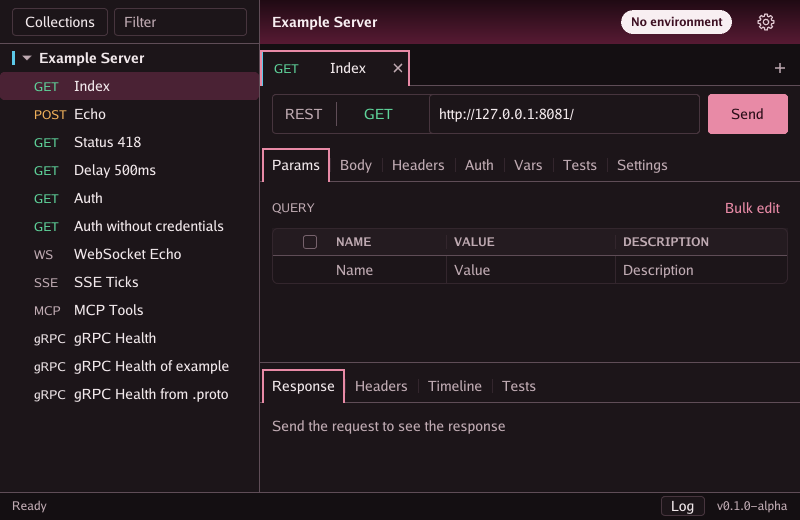 Collections
Filter
Example Server
No environment
Example Server
GET Index
POST Echo
GET Status 418
GET Delay 500ms
GET Auth
GET Auth without credentials
WS WebSocket Echo
SSE SSE Ticks
MCP MCP Tools
gRPC gRPC Health
gRPC gRPC Health of example
gRPC gRPC Health from .proto
GET Index
REST GET http://127.0.0.1:8081/ Send
Params Body Headers Auth Vars Tests Settings
QUERY Bulk edit
NAME VALUE DESCRIPTION
Name Value Description
Response Headers Timeline Tests
Send the request to see the response
Ready Log v0.1.0-alpha